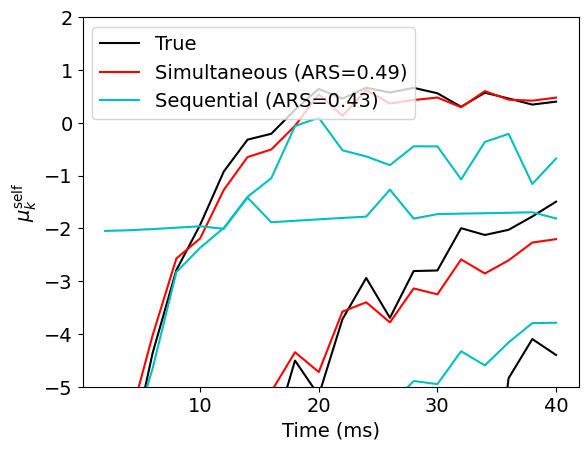 True
Simultaneous (ARS=0.49)
Sequential (ARS=0.43)
2
1
0
−1
−2
−3
−4
−5
μ_k^self
10 20 30 40
Time (ms)